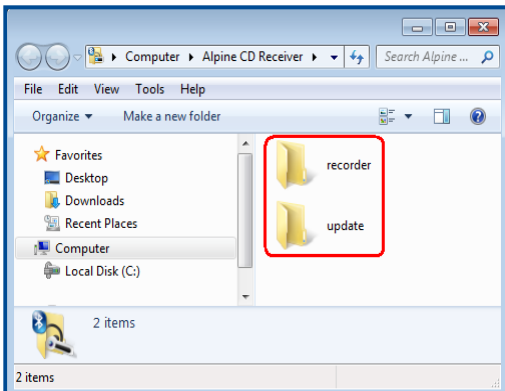 Computer Alpine CD Receiver Search Alpine ...
File Edit View Tools Help
Organize Make a new folder
Favorites
Desktop
Downloads
Recent Places
Computer
Local Disk (C:)
recorder
update
2 items
2 items